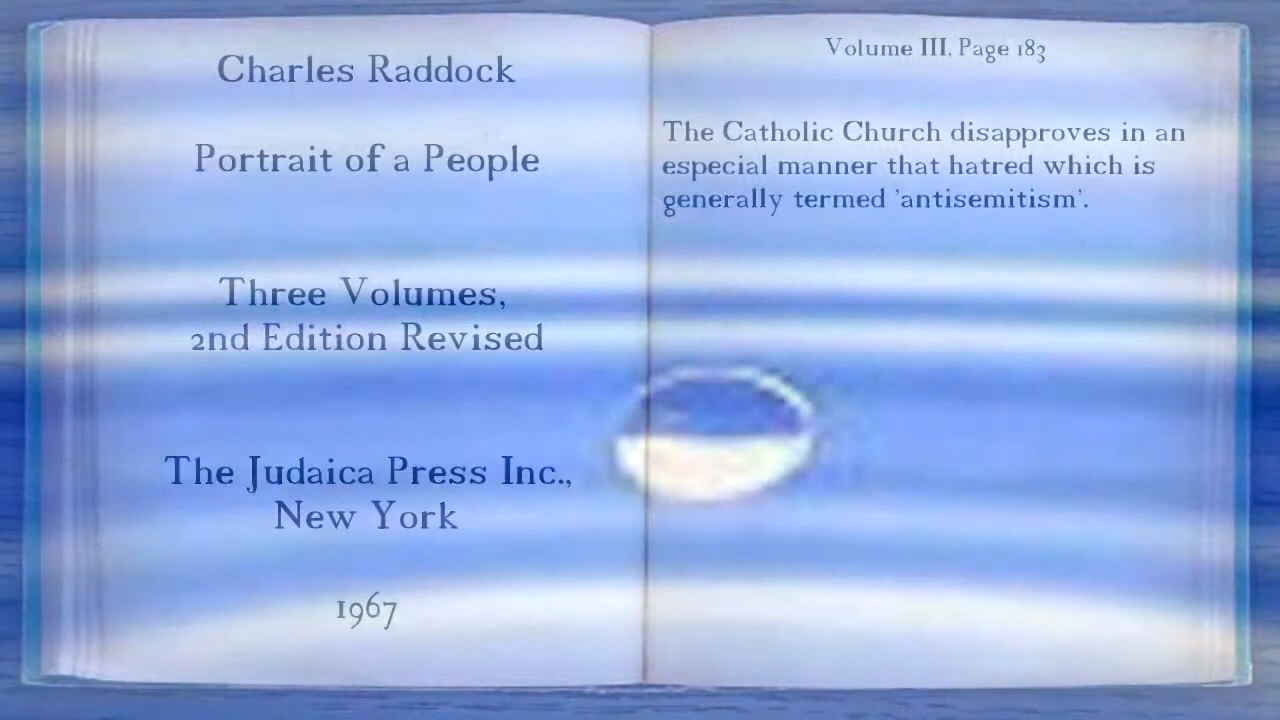 Charles Raddock
Portrait of a People
Three Volumes,
2nd Edition Revised
The Judaica Press Inc.,
New York
1967
Volume III, Page 183
The Catholic Church disapproves in an
especial manner that hatred which is
generally termed 'antisemitism'.